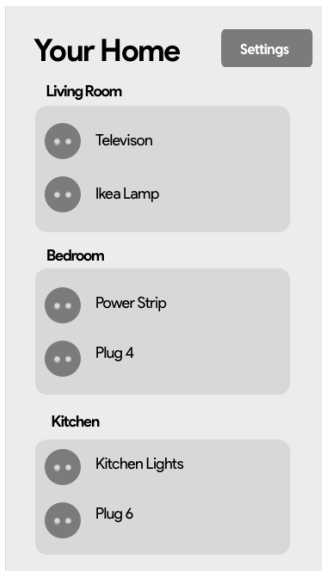 Your Home
Settings
Living Room
Televison
Ikea Lamp
Bedroom
Power Strip
Plug 4
Kitchen
Kitchen Lights
Plug 6